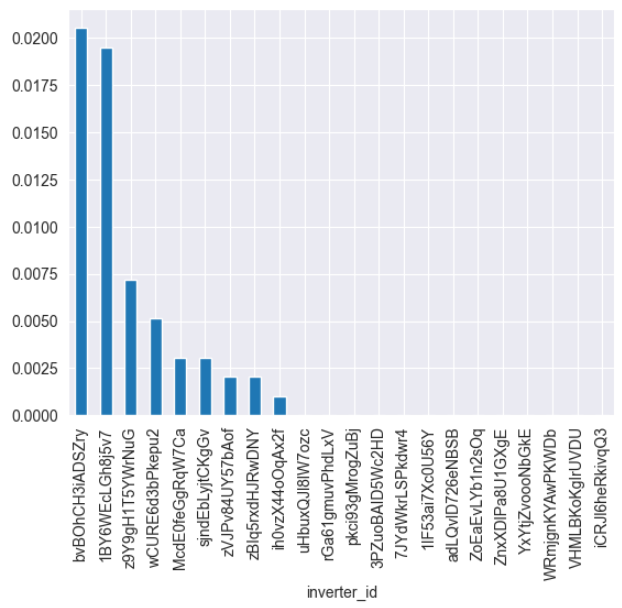 0.0200
0.0175
0.0150
0.0125
0.0100
0.0075
0.0050
0.0025
0.0000
bvBOhCH3iADSZry
1BY6WEcLGh8j5v7
z9Y9gH1T5YWrNuG
wCURE6d3bPkepu2
McdE0feGgRqW7Ca
sjndEbLyjtCKgGv
zVJPv84UY57bAof
zBIq5rxdHJRwDNY
ih0vzX44oOqAx2f
uHbuxQJl8lW7ozc
rGa61gmuvPhdLxV
pkci93gMrogZuBj
3PZuoBAID5Wc2HD
7JYdWkrLSPkdwr4
1IF53ai7Xc0U56Y
adLQvlD726eNBSB
ZoEaEvLYb1n2sOq
ZnxXDlPa8U1GXgE
YxYtjZvoooNbGkE
WRmjgnKYAwPKWDb
VHMLBKoKgIrUVDU
iCRJl6heRkivqQ3
inverter_id